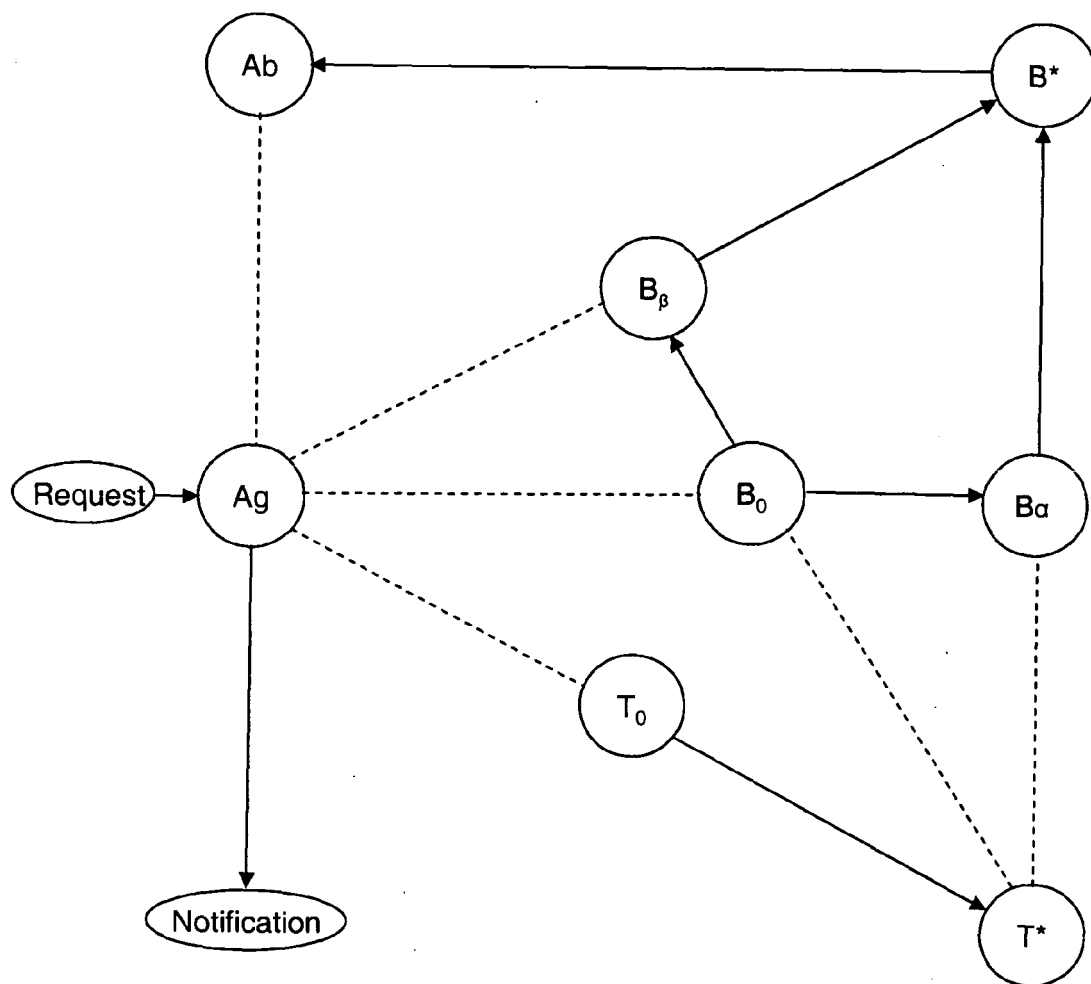 Ab
B*
Bᵦ
Request
Ag
B₀
Bα
T₀
Notification
T*